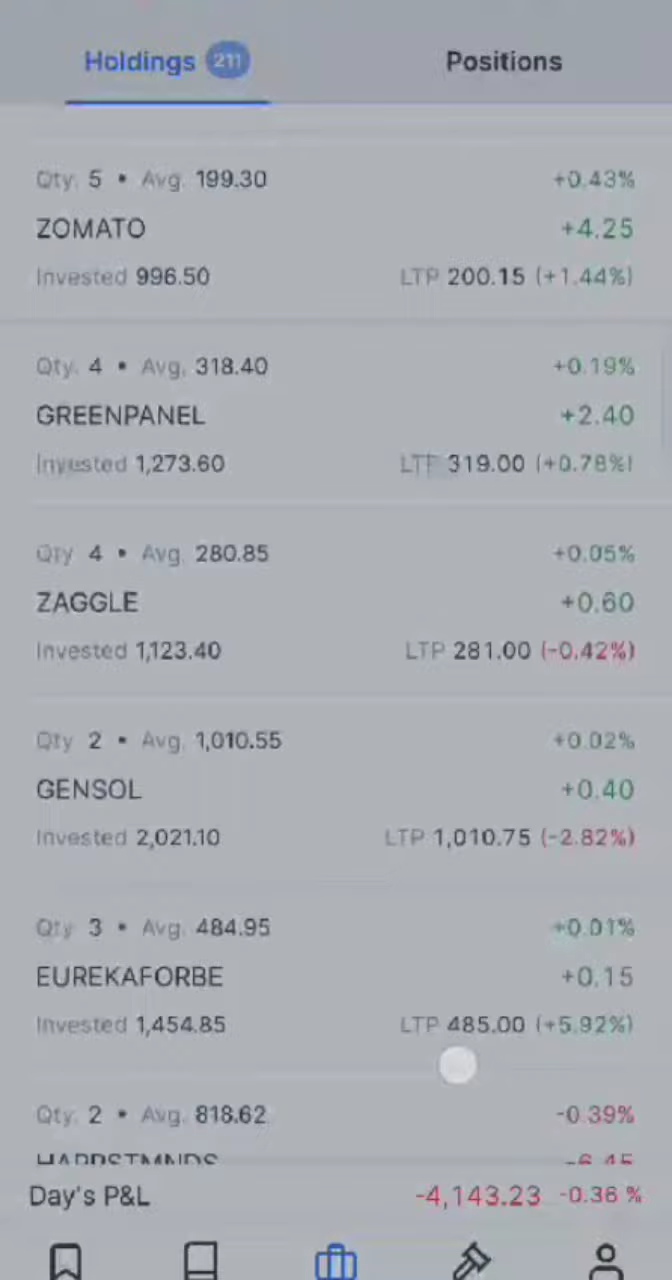 Holdings 211 Positions
Qty. 5 • Avg. 199.30 +0.43%
ZOMATO +4.25
Invested 996.50 LTP 200.15 (+1.44%)
Qty. 4 • Avg. 318.40 +0.19%
GREENPANEL +2.40
Invested 1,273.60 LTP 319.00 (+0.78%)
Qty. 4 • Avg. 280.85 +0.05%
ZAGGLE +0.60
Invested 1,123.40 LTP 281.00 (-0.42%)
Qty. 2 • Avg. 1,010.55 +0.02%
GENSOL +0.40
Invested 2,021.10 LTP 1,010.75 (-2.82%)
Qty. 3 • Avg. 484.95 +0.01%
EUREKAFORBE +0.15
Invested 1,454.85 LTP 485.00 (+5.92%)
Qty. 2 • Avg. 818.62 -0.39%
-6.45
Day's P&L -4,143.23 -0.36 %